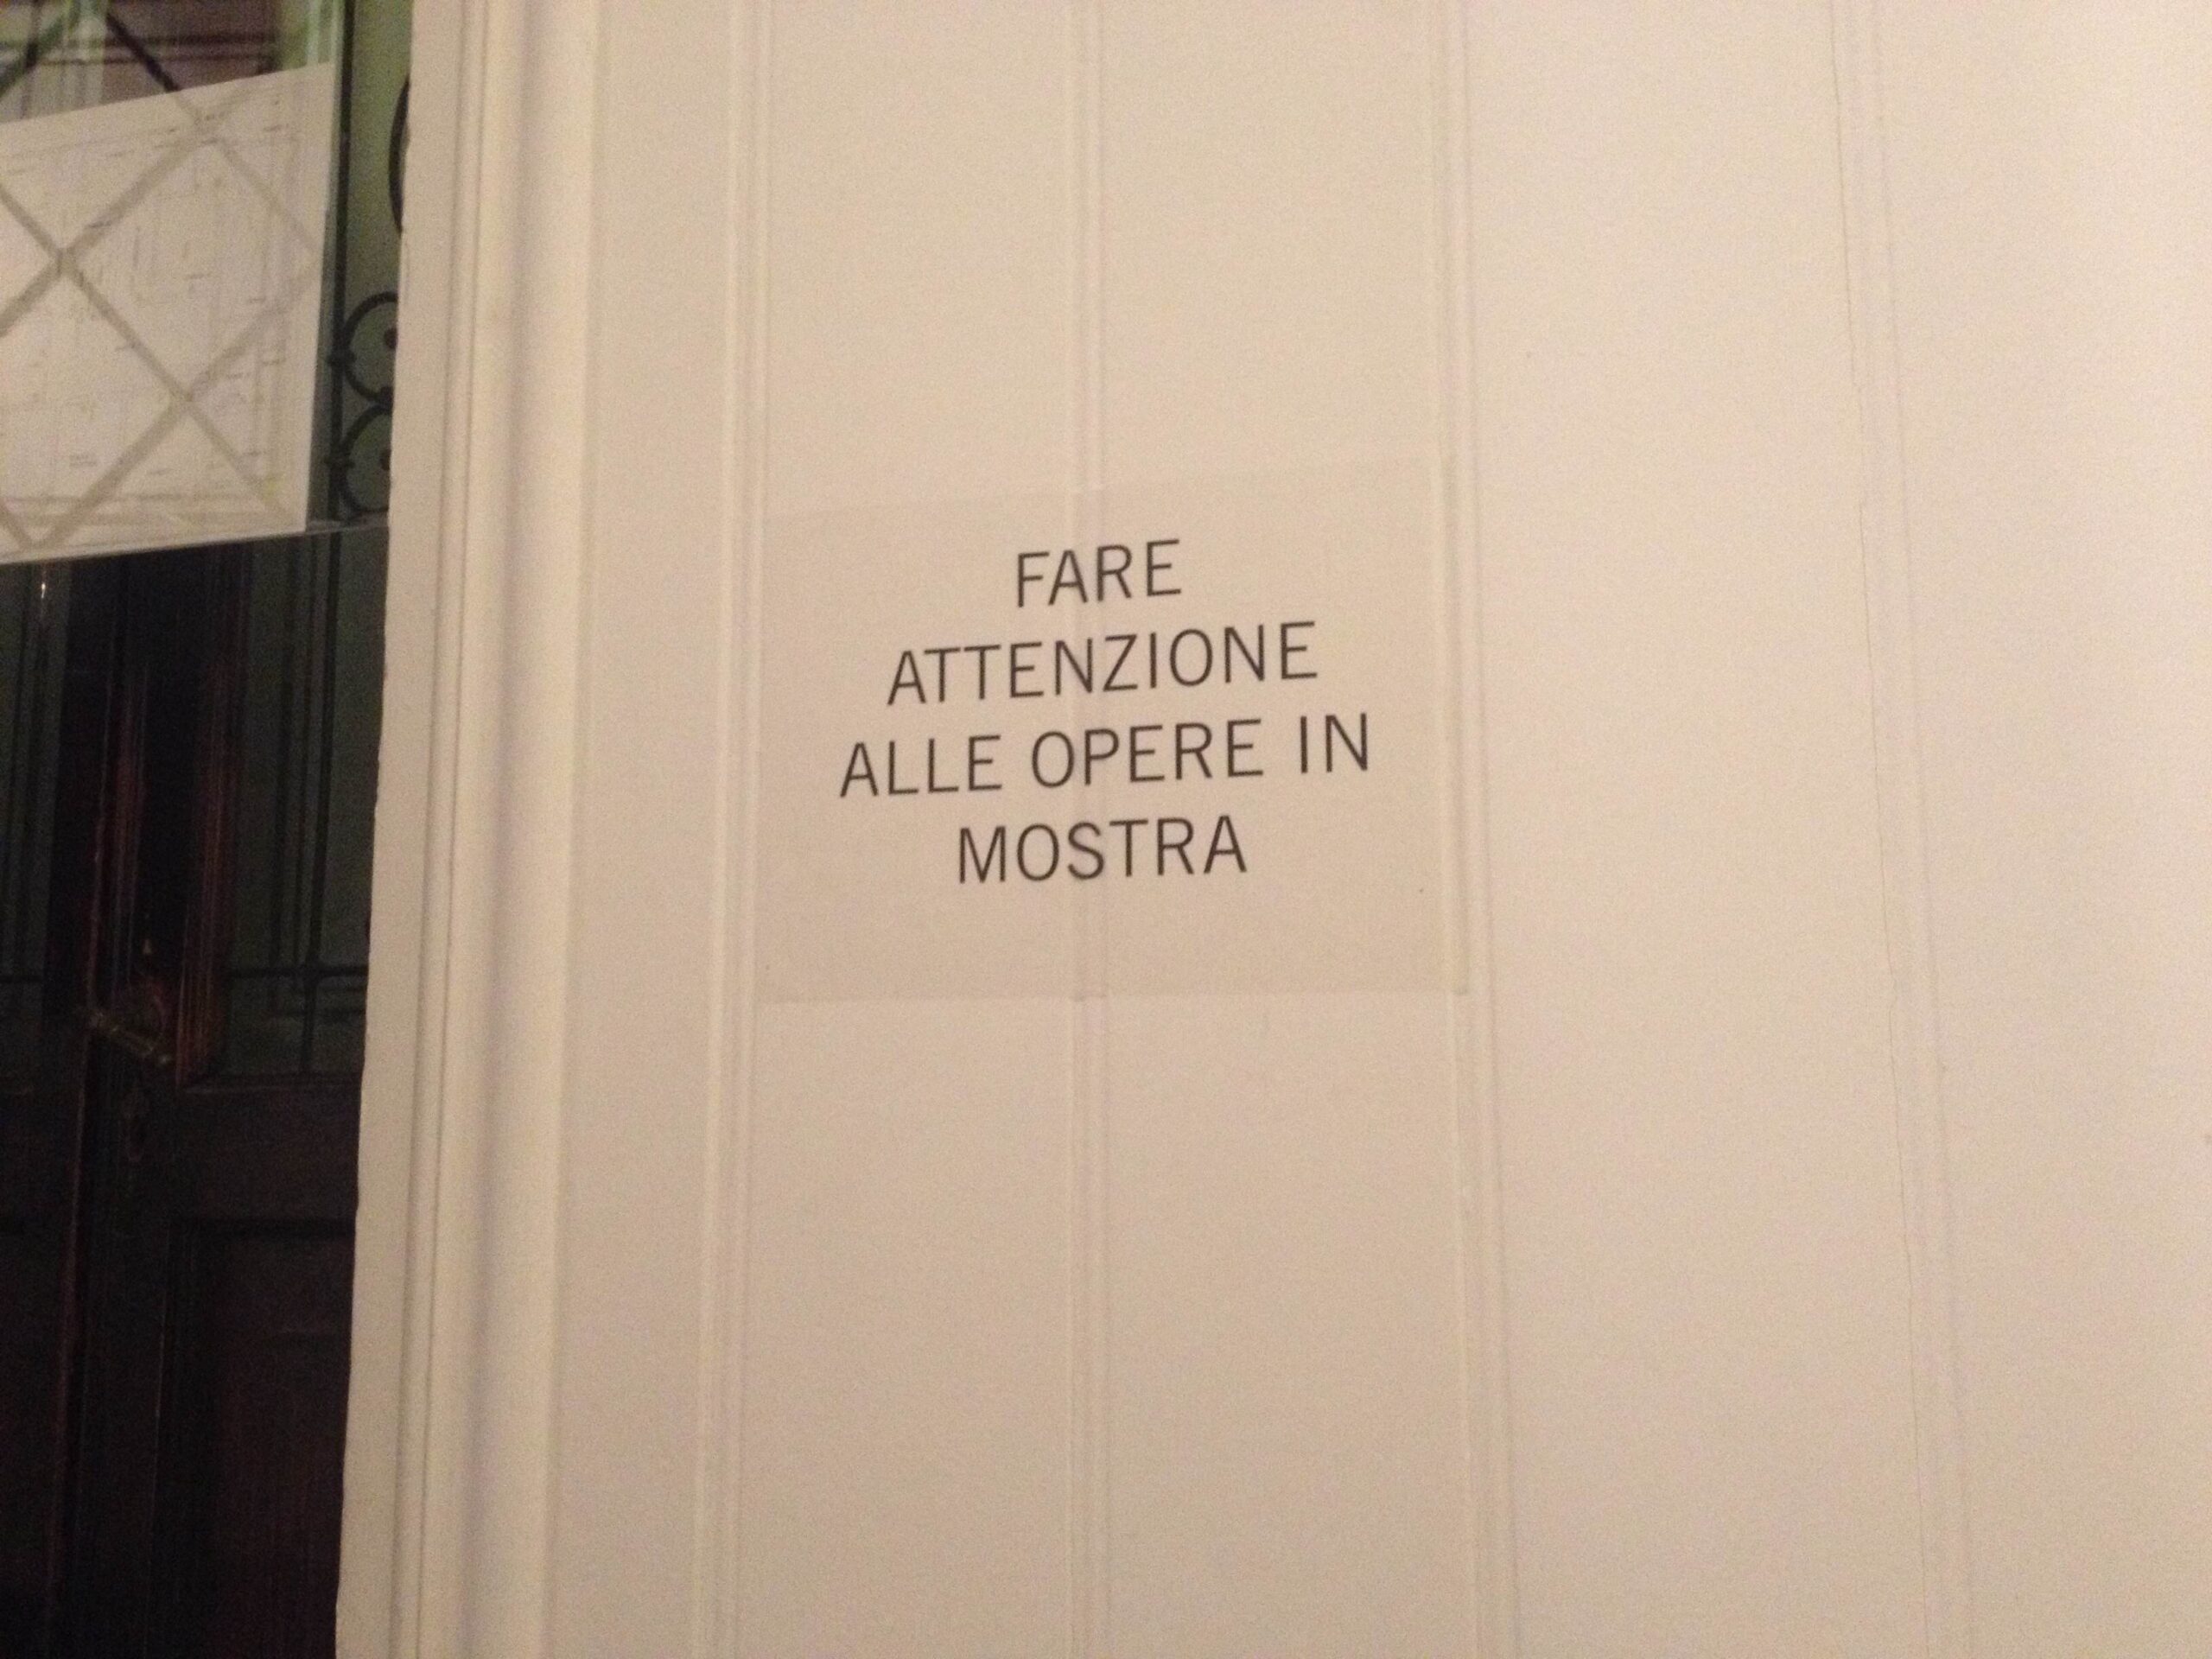 FARE
ATTENZIONE
ALLE OPERE IN
MOSTRA